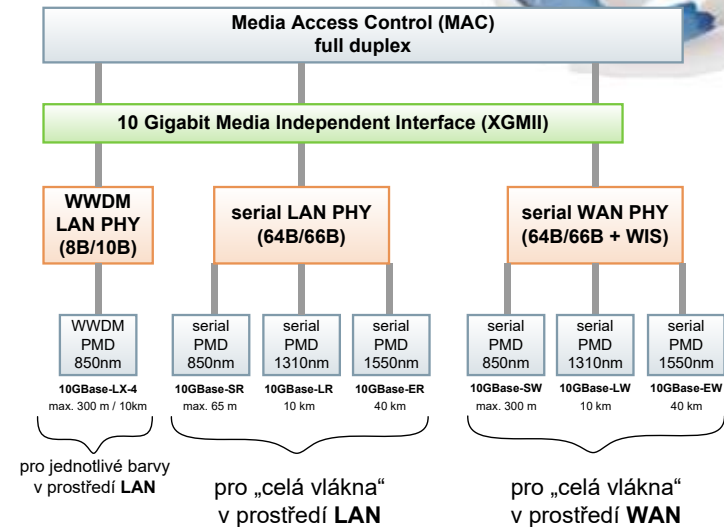 Media Access Control (MAC)
full duplex
10 Gigabit Media Independent Interface (XGMII)
WWDM
LAN PHY
(8B/10B)
serial LAN PHY
(64B/66B)
serial WAN PHY
(64B/66B + WIS)
WWDM
PMD
850nm
serial
PMD
850nm
serial
PMD
1310nm
serial
PMD
1550nm
serial
PMD
850nm
serial
PMD
1310nm
serial
PMD
1550nm
10GBase-LX-4
max. 300 m / 10km
10GBase-SR
max. 65 m
10GBase-LR
10 km
10GBase-ER
40 km
10GBase-SW
max. 300 m
10GBase-LW
10 km
10GBase-EW
40 km
pro jednotlivé barvy
v prostředí LAN
pro „celá vlákna“
v prostředí LAN
pro „celá vlákna“
v prostředí WAN